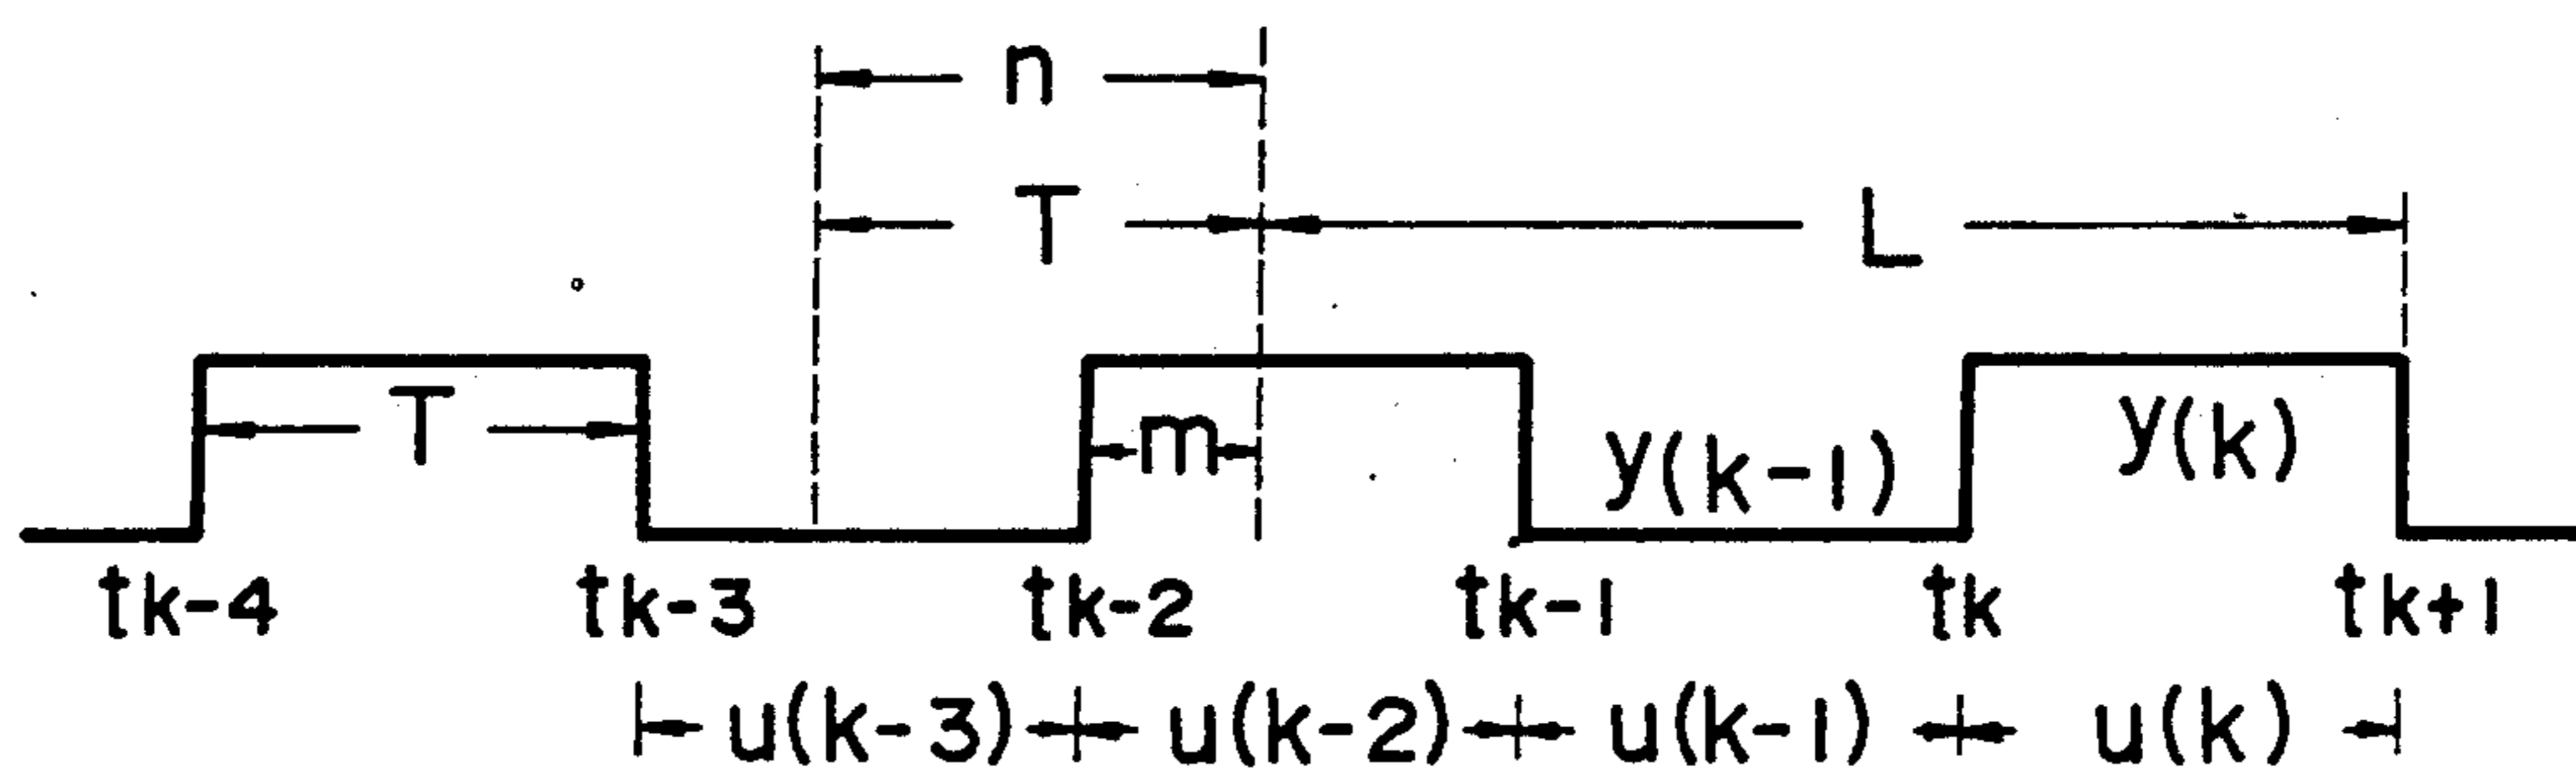 n
T L
T m y(k-1) y(k)
tk-4 tk-3 tk-2 tk-1 tk tk+1
u(k-3) u(k-2) u(k-1) u(k)